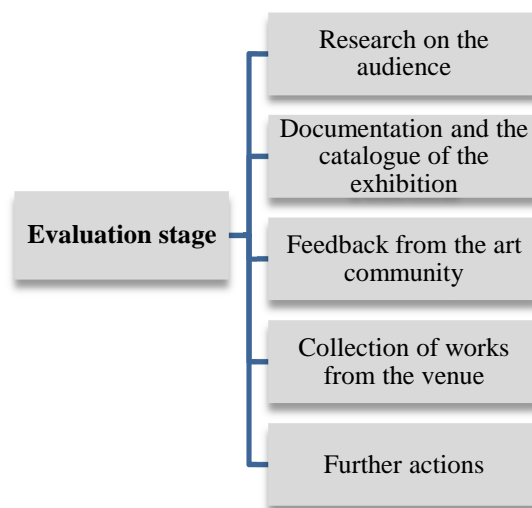 Evaluation stage
Research on the
audience
Documentation and the
catalogue of the
exhibition
Feedback from the art
community
Collection of works
from the venue
Further actions